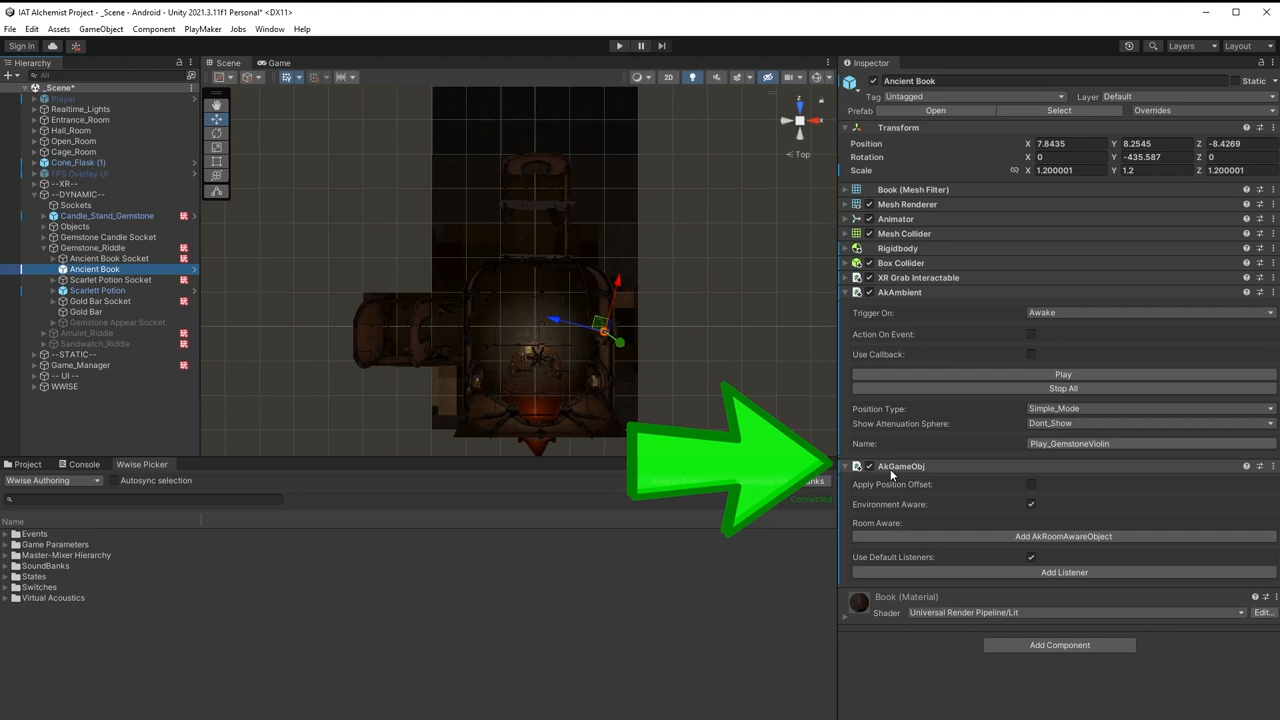 IAT Alchemist Project - _Scene - Android - Unity 2021.3.11f1 Personal* <DX11>
File Edit Assets GameObject Component PlayMaker Jobs Window Help
Sign in Layers Layout
Hierarchy
All
_Scene*
Player
Realtime_Lights
Entrance_Room
Hall_Room
Open_Room
Cage_Room
Cone_Flask (1)
FPS Overlay UI
--XR--
--DYNAMIC--
Sockets
Candle_Stand_Gemstone
Objects
Gemstone Candle Socket
Gemstone_Riddle
Ancient Book Socket
Ancient Book
Scarlet Potion Socket
Scarlett Potion
Gold Bar Socket
Gold Bar
Gemstone Appear Socket
Amulet_Riddle
Sandwatch_Riddle
--STATIC--
Game_Manager
-- UI --
WWISE
Scene Game
2D
z
x
Top
Project Console Wwise Picker
Wwise Authoring Autosync selection
Connected
Name
Events
Game Parameters
Master-Mixer Hierarchy
SoundBanks
States
Switches
Virtual Acoustics
Inspector
Ancient Book Static
Tag Untagged Layer Default
Prefab Open Select Overrides
Transform
Position X 7.8435 Y 8.2545 Z -8.4269
Rotation X 0 Y -435.587 Z 0
Scale X 1.200001 Y 1.2 Z 1.200001
Book (Mesh Filter)
Mesh Renderer
Animator
Mesh Collider
Rigidbody
Box Collider
XR Grab Interactable
AkAmbient
Trigger On: Awake
Action On Event:
Use Callback:
Play
Stop All
Position Type: Simple_Mode
Show Attenuation Sphere: Dont_Show
Name: Play_GemstoneViolin
AkGameObj
Apply Position Offset:
Environment Aware:
Room Aware:
Add AkRoomAwareObject
Use Default Listeners:
Add Listener
Book (Material)
Shader Universal Render Pipeline/Lit Edit...
Add Component